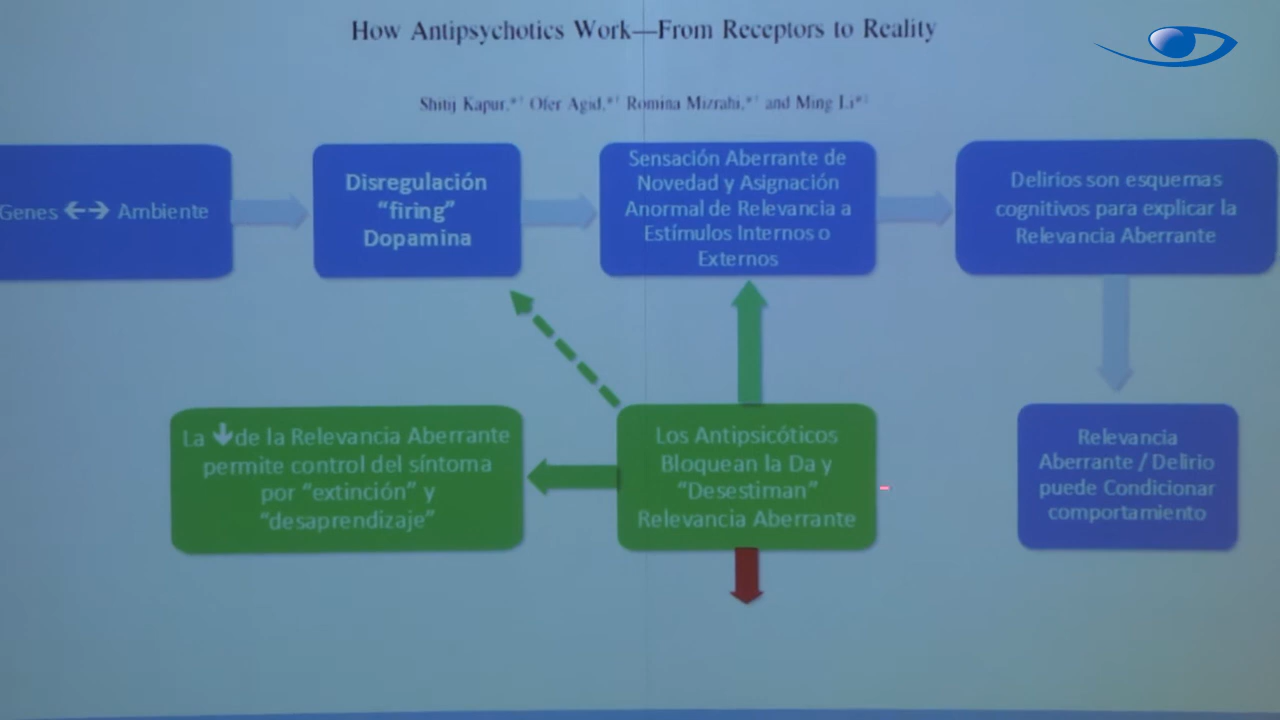 How Antipsychotics Work—From Receptors to Reality
Shitij Kapur,*† Ofer Agid,*† Romina Mizrahi,*† and Ming Li*‡
Genes ↔ Ambiente
Disregulación
“firing”
Dopamina
Sensación Aberrante de
Novedad y Asignación
Anormal de Relevancia a
Estímulos Internos o
Externos
Delirios son esquemas
cognitivos para explicar la
Relevancia Aberrante
La ↓de la Relevancia Aberrante
permite control del síntoma
por “extinción” y
“desaprendizaje”
Los Antipsicóticos
Bloquean la Da y
“Desestiman”
Relevancia Aberrante
Relevancia
Aberrante / Delirio
puede Condicionar
comportamiento